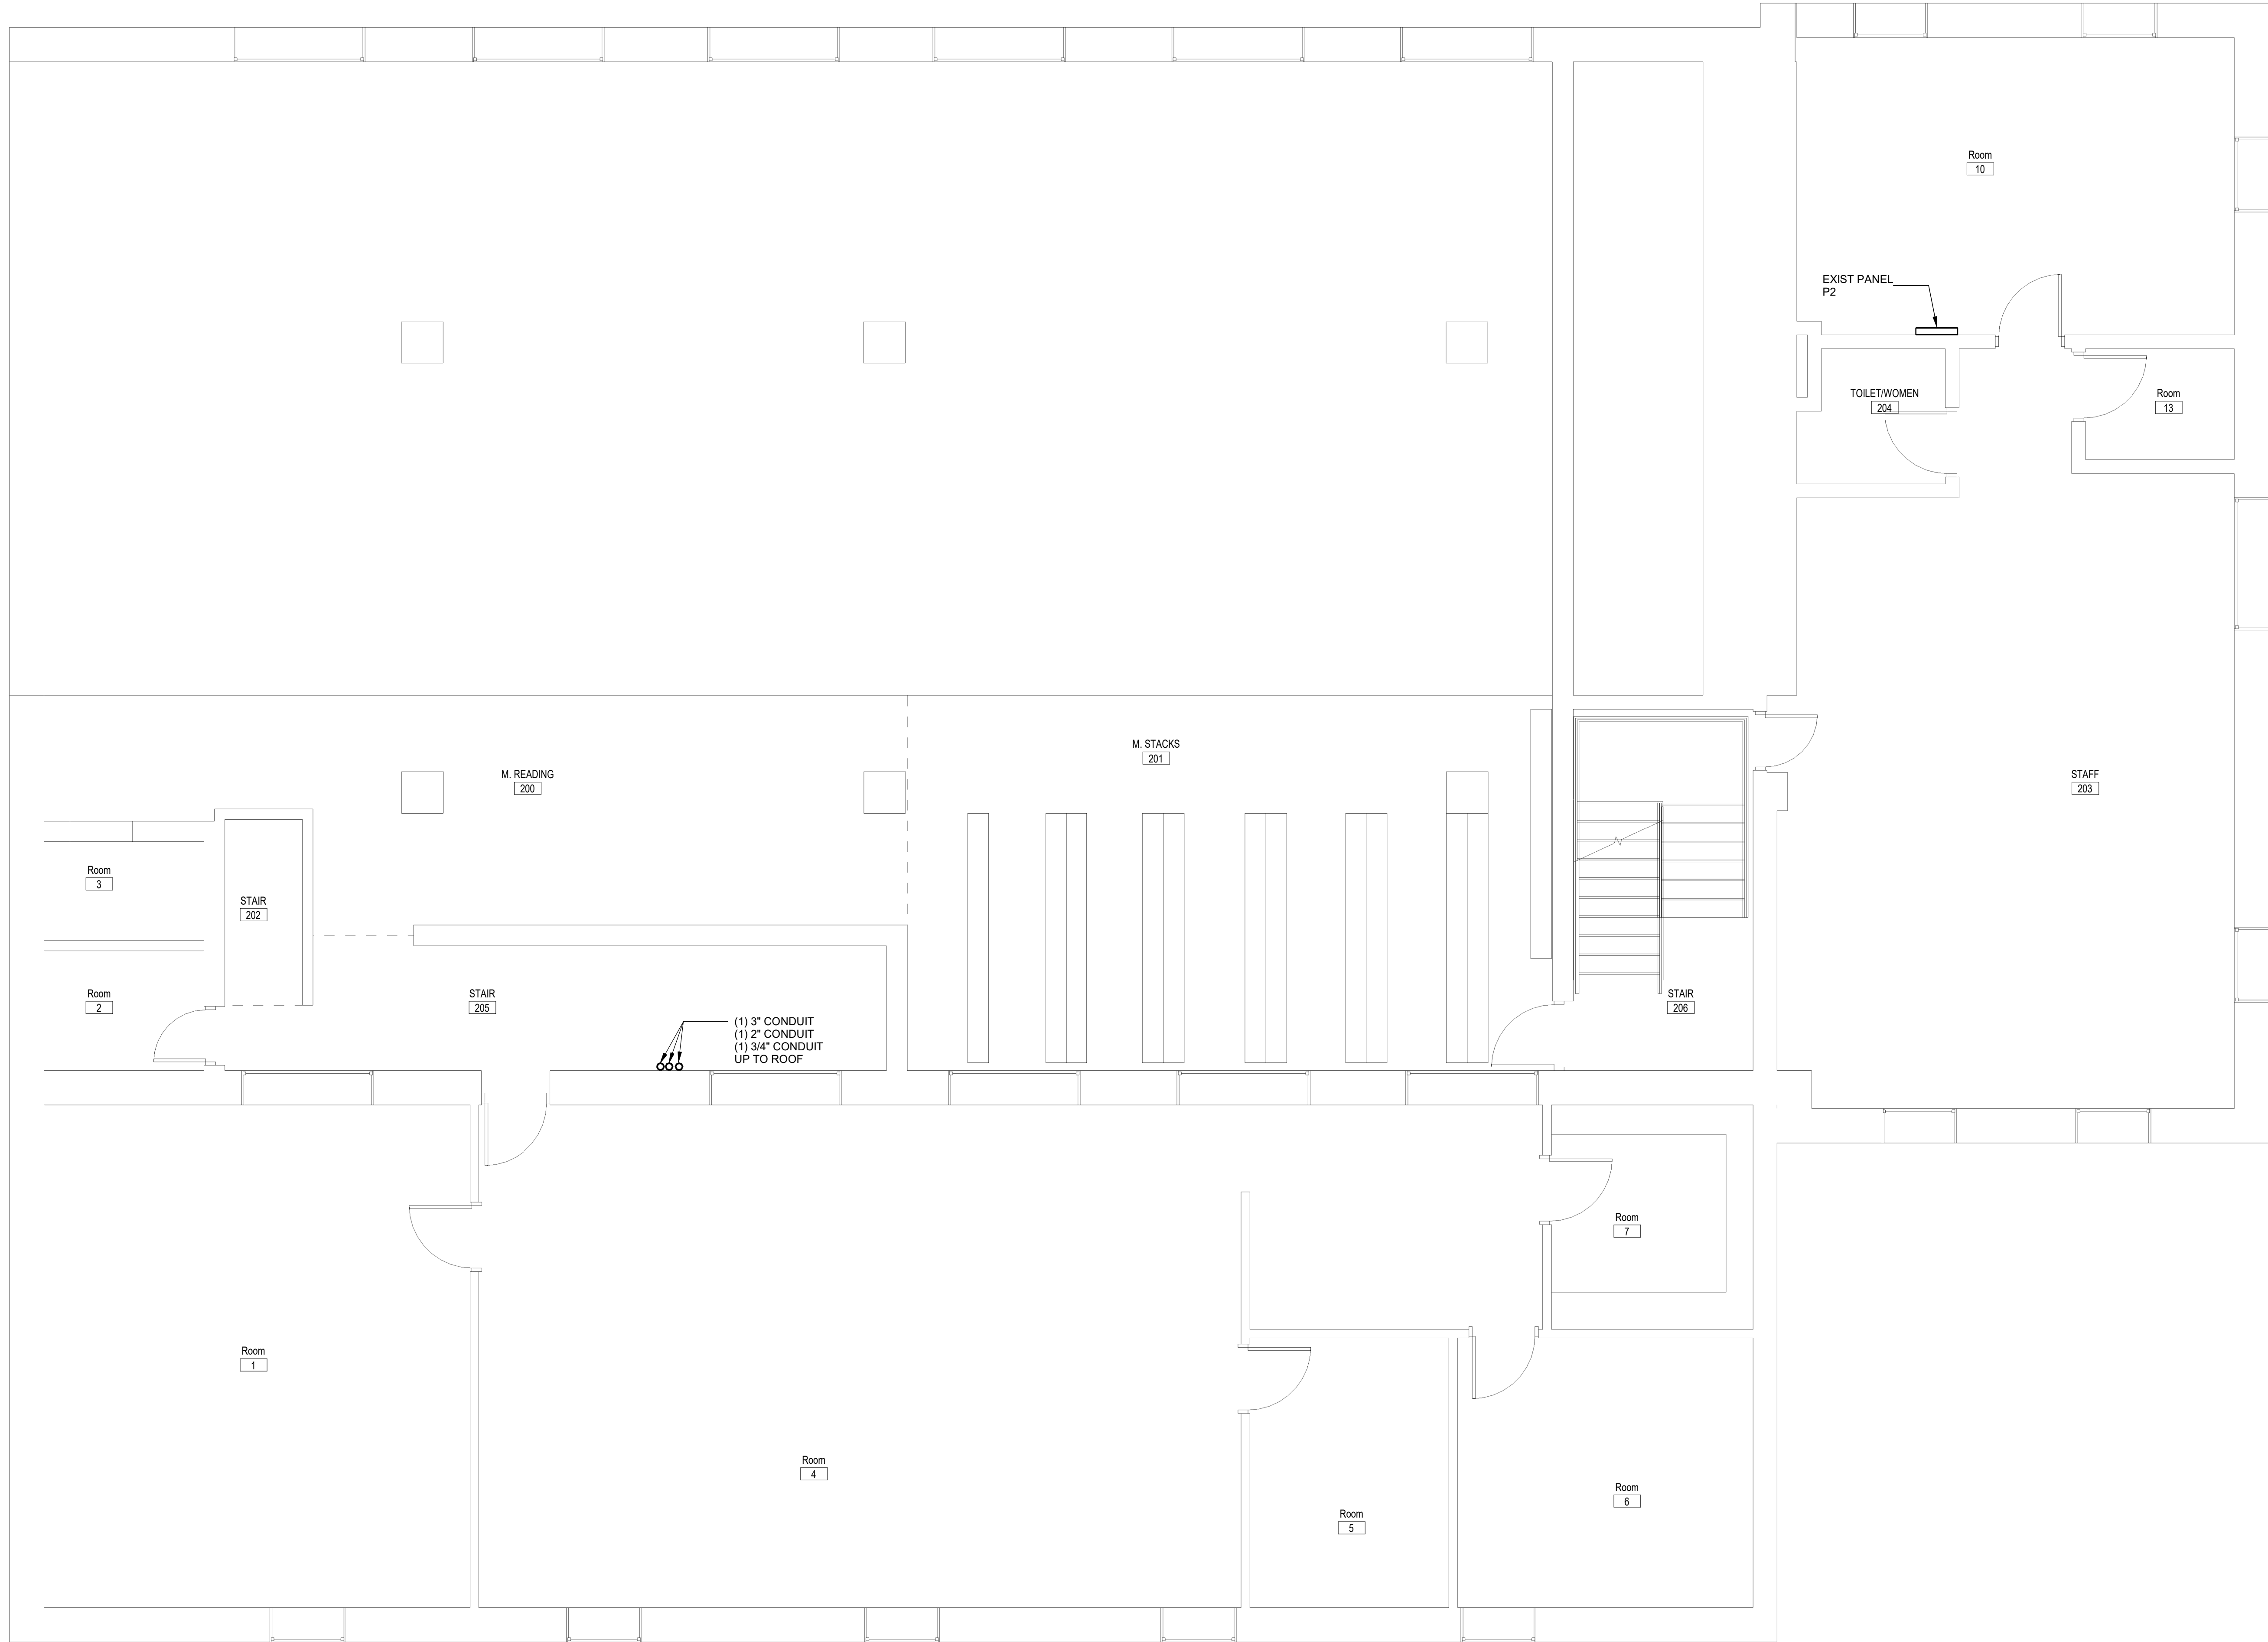 Room
10
EXIST PANEL
P2
TOILET/WOMEN
204
Room
13
M. STACKS
201
M. READING
200
STAFF
203
Room
3
STAIR
202
Room
2
STAIR
205
STAIR
206
(1) 3" CONDUIT
(1) 2" CONDUIT
(1) 3/4" CONDUIT
UP TO ROOF
Room
7
Room
1
Room
4
Room
6
Room
5